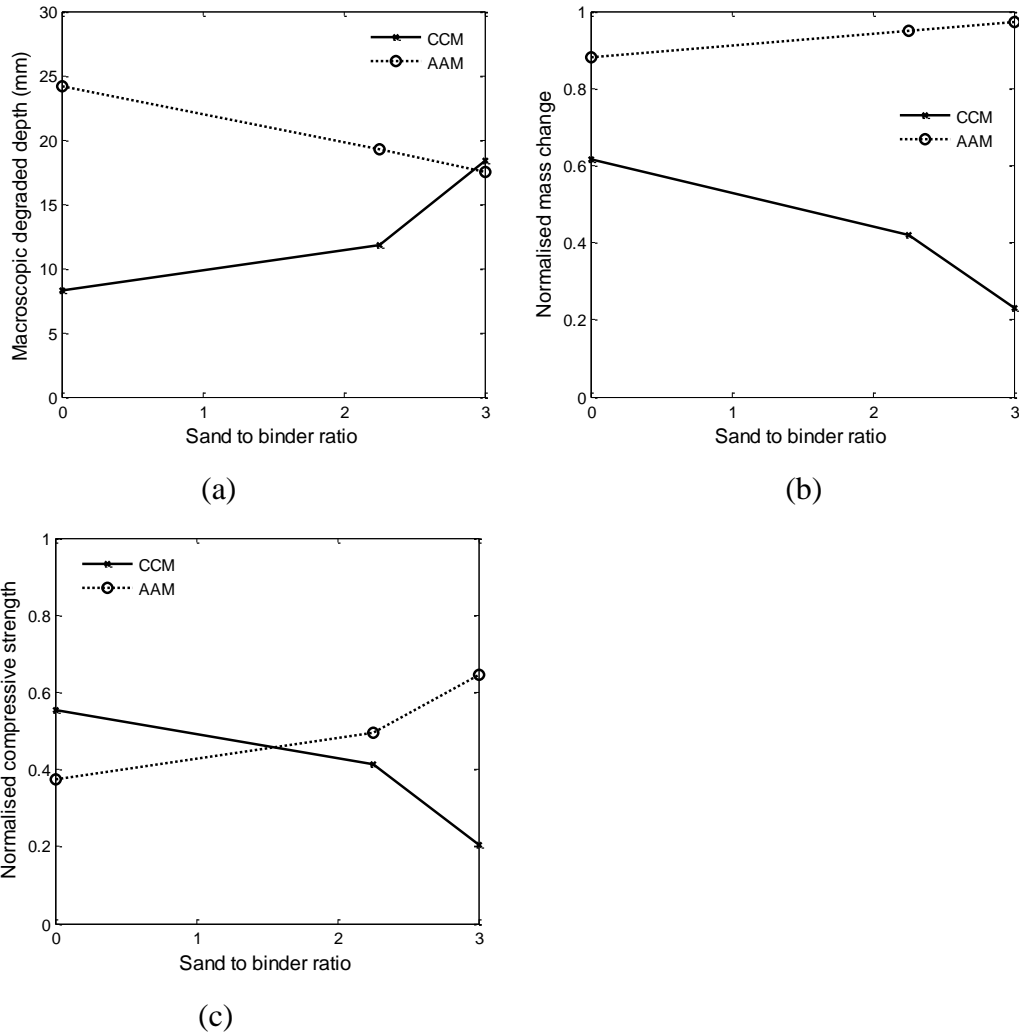 30
25
20
15
10
5
0
Macroscopic degraded depth (mm)
CCM
AAM
0 1 2 3
Sand to binder ratio
(a)
1
0.8
0.6
0.4
0.2
0
Normalised mass change
CCM
AAM
0 1 2 3
Sand to binder ratio
(b)
1
0.8
0.6
0.4
0.2
0
Normalised compressive strength
CCM
AAM
0 1 2 3
Sand to binder ratio
(c)